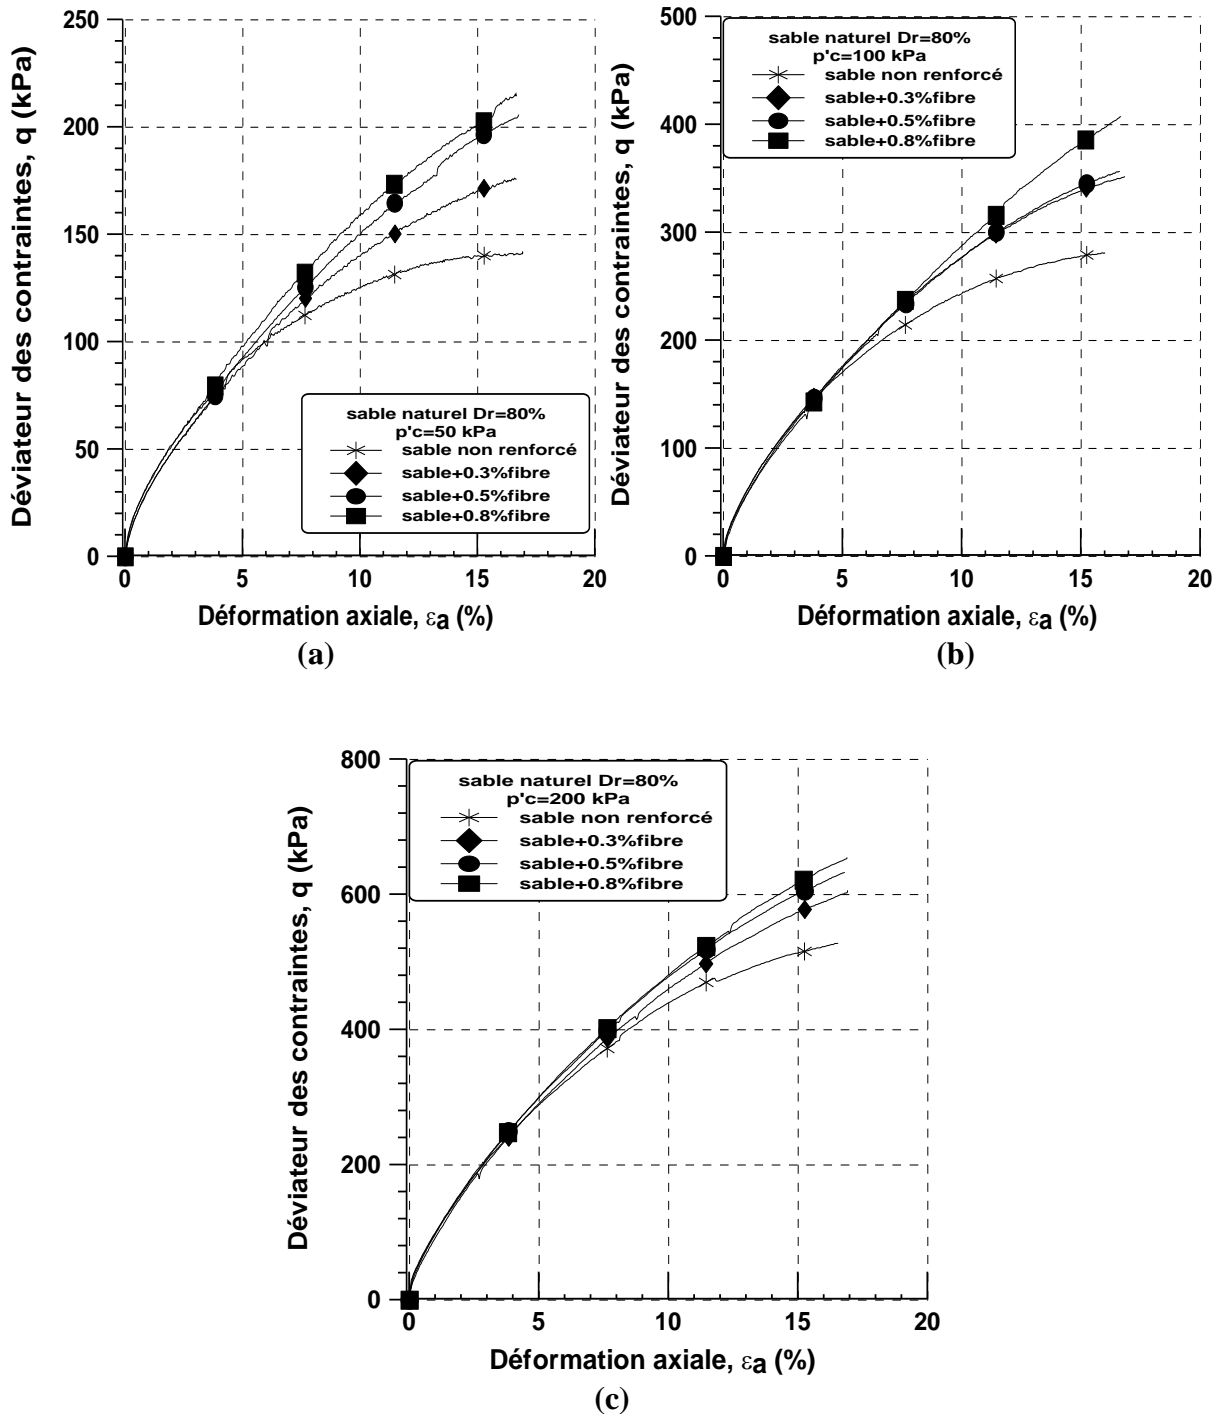 250
200
150
100
50
0
Déviateur des contraintes, q (kPa)
sable naturel Dr=80%
p'c=50 kPa
sable non renforcé
sable+0.3%fibre
sable+0.5%fibre
sable+0.8%fibre
0 5 10 15 20
Déformation axiale, εa (%)
(a)
500
400
300
200
100
0
Déviateur des contraintes, q (kPa)
sable naturel Dr=80%
p'c=100 kPa
sable non renforcé
sable+0.3%fibre
sable+0.5%fibre
sable+0.8%fibre
0 5 10 15 20
Déformation axiale, εa (%)
(b)
800
600
400
200
0
Déviateur des contraintes, q (kPa)
sable naturel Dr=80%
p'c=200 kPa
sable non renforcé
sable+0.3%fibre
sable+0.5%fibre
sable+0.8%fibre
0 5 10 15 20
Déformation axiale, εa (%)
(c)